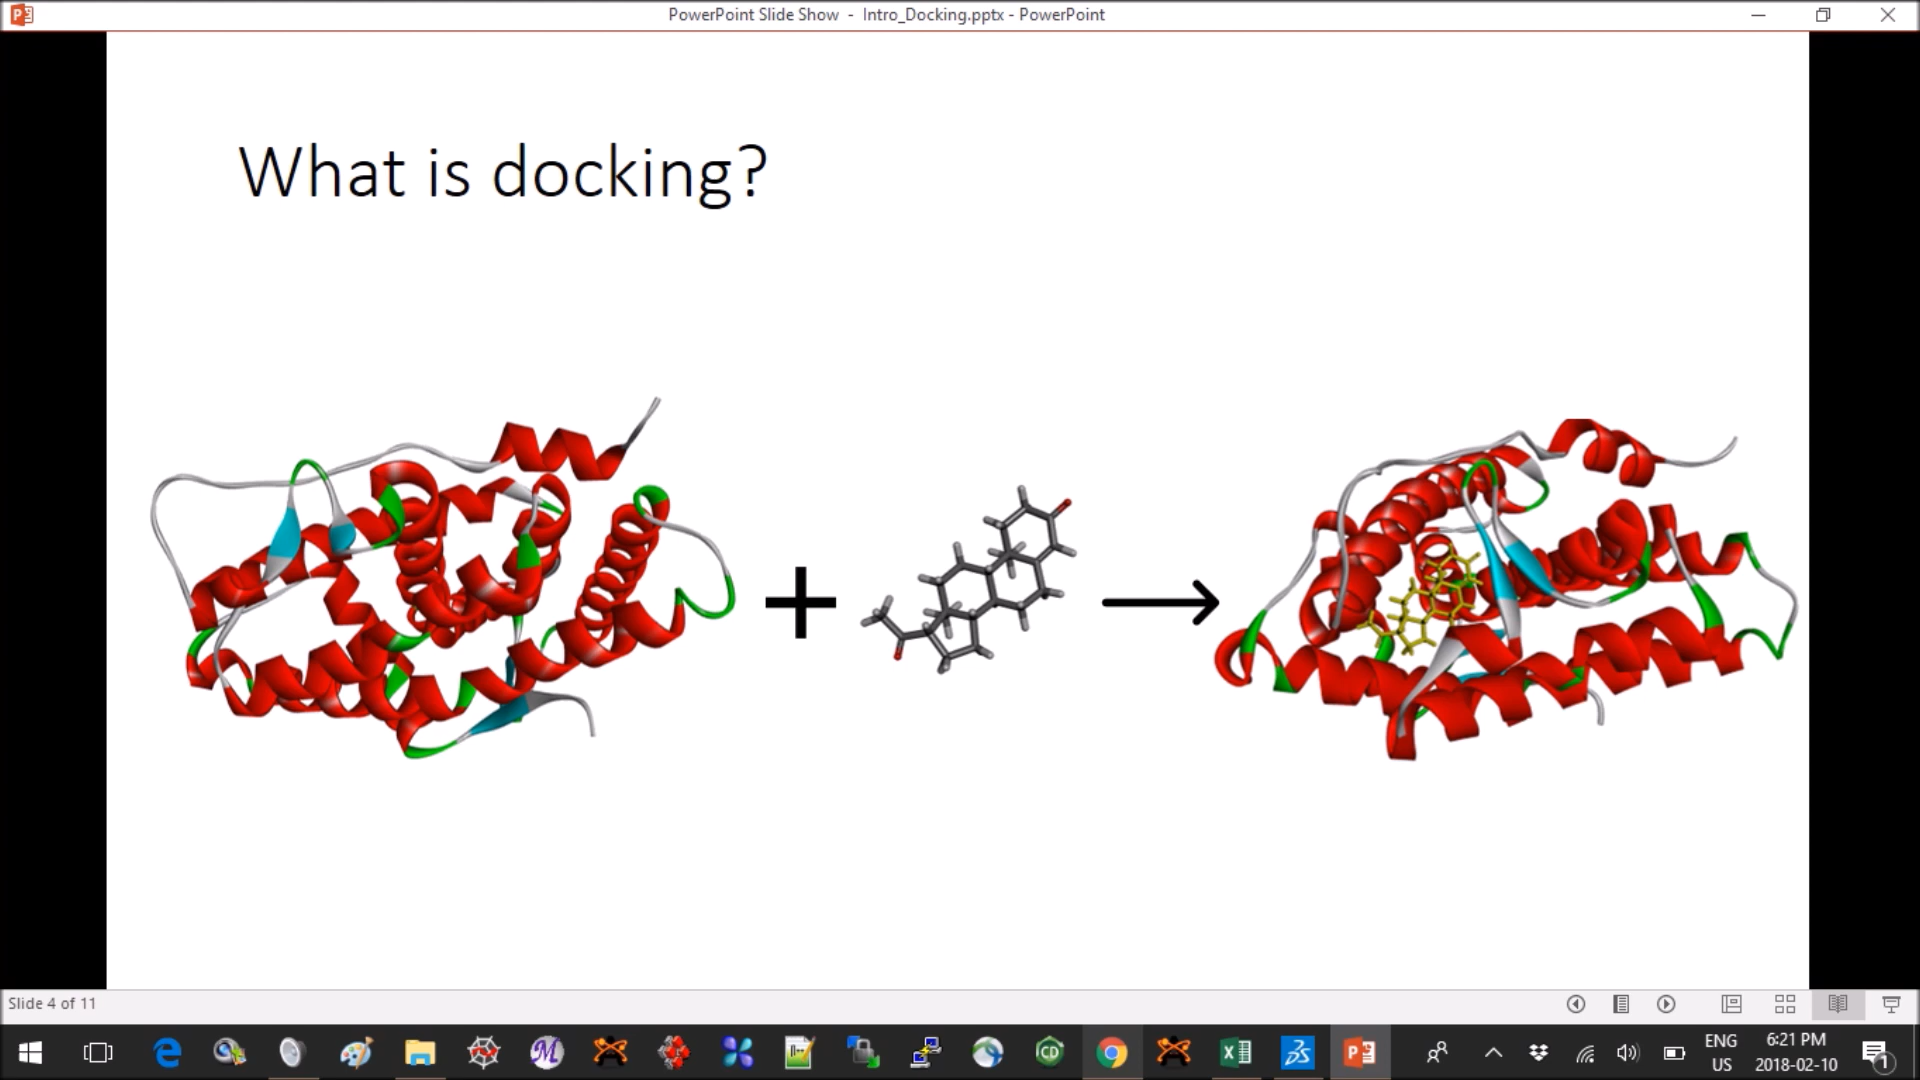 PowerPoint Slide Show - Intro_Docking.pptx - PowerPoint
What is docking?
Slide 4 of 11
ENG
US
6:21 PM
2018-02-10
1